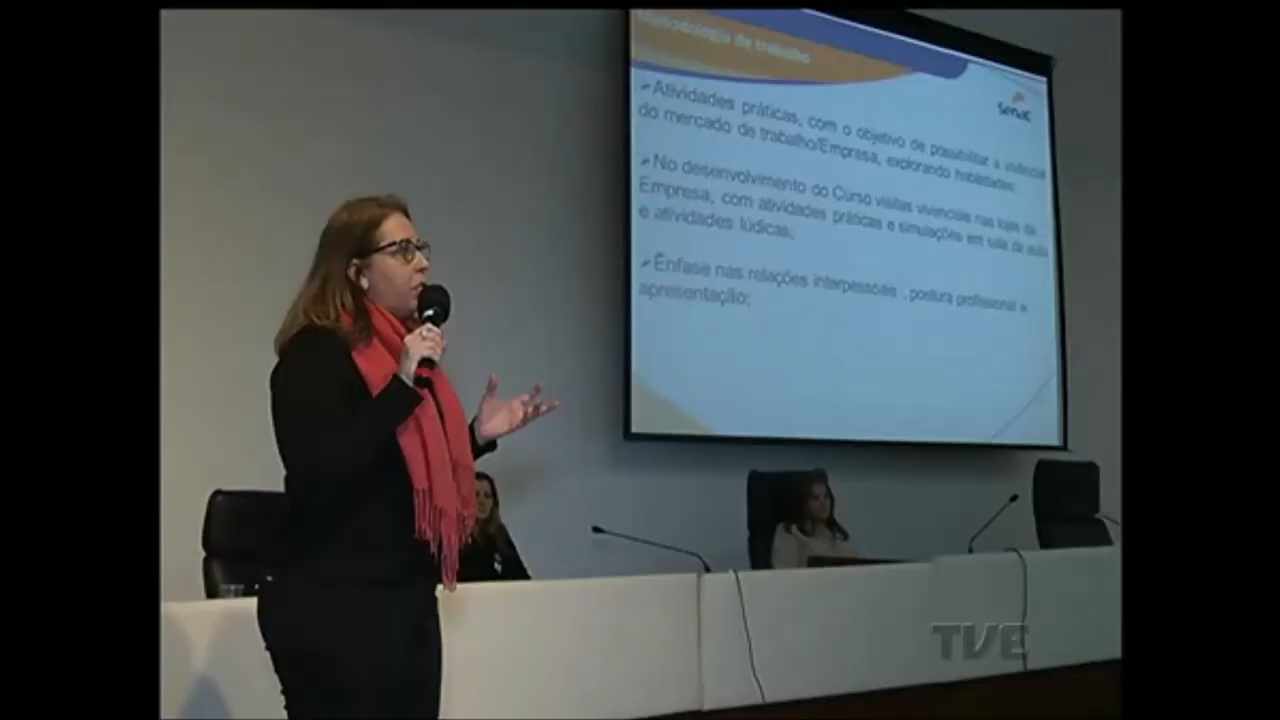 Metodologia de trabalho
Senac
Atividades práticas, com o objetivo de possibilitar a vivência
do mercado de trabalho/Empresa, explorando habilidades;
No desenvolvimento do Curso visitas vivenciais nas lojas da
Empresa, com atividades práticas e simulações em sala de aula
e atividades lúdicas;
Ênfase nas relações interpessoais , postura profissional e
apresentação;
TVE